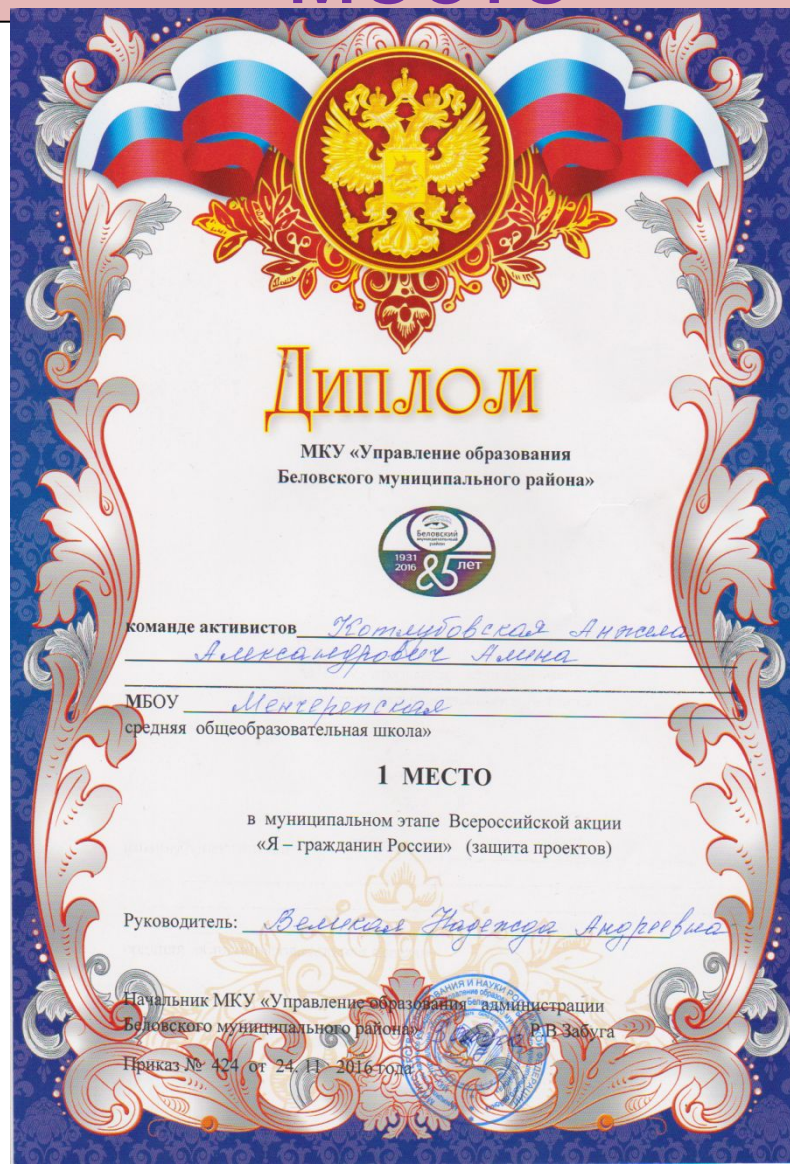 Диплом
МКУ «Управление образования
Беловского муниципального района»
Беловский
муниципальный
район
1931
2016 85 лет
команде активистов Котлубовская Анжела
Александрович Алина
МБОУ Менчерепская
средняя общеобразовательная школа»
1 МЕСТО
в муниципальном этапе Всероссийской акции
«Я – гражданин России» (защита проектов)
Руководитель: Великая Надежда Андреевна
Начальник МКУ «Управление образования администрации
Беловского муниципального района» Р.В.Забуга
Приказ № 424 от 24. 11 2016 года